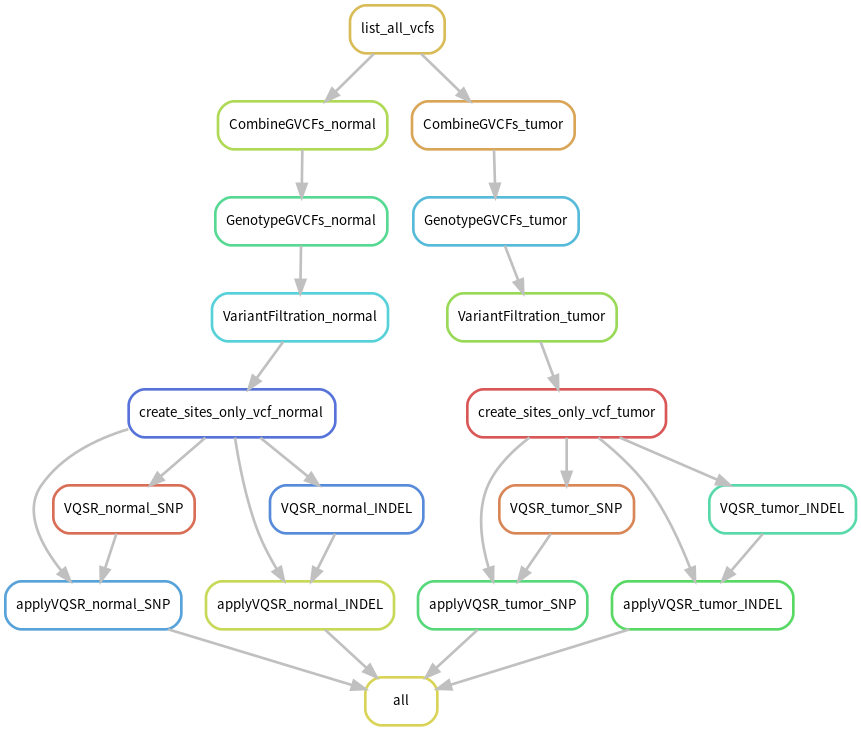 list_all_vcfs
CombineGVCFs_normal
CombineGVCFs_tumor
GenotypeGVCFs_normal
GenotypeGVCFs_tumor
VariantFiltration_normal
VariantFiltration_tumor
create_sites_only_vcf_normal
create_sites_only_vcf_tumor
VQSR_normal_SNP
VQSR_normal_INDEL
VQSR_tumor_SNP
VQSR_tumor_INDEL
applyVQSR_normal_SNP
applyVQSR_normal_INDEL
applyVQSR_tumor_SNP
applyVQSR_tumor_INDEL
all